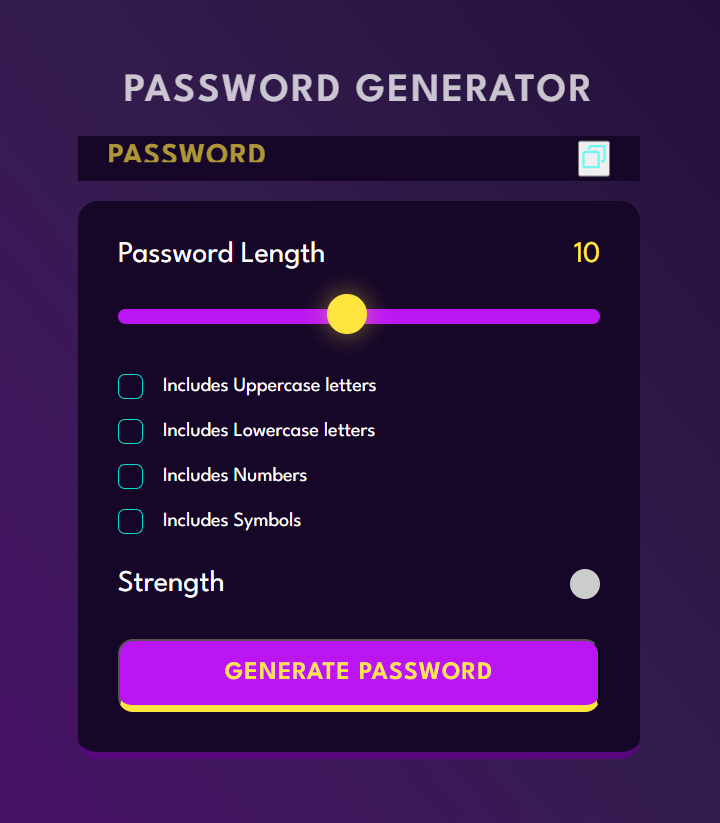 PASSWORD GENERATOR
PASSWORD
Password Length 10
Includes Uppercase letters
Includes Lowercase letters
Includes Numbers
Includes Symbols
Strength
GENERATE PASSWORD